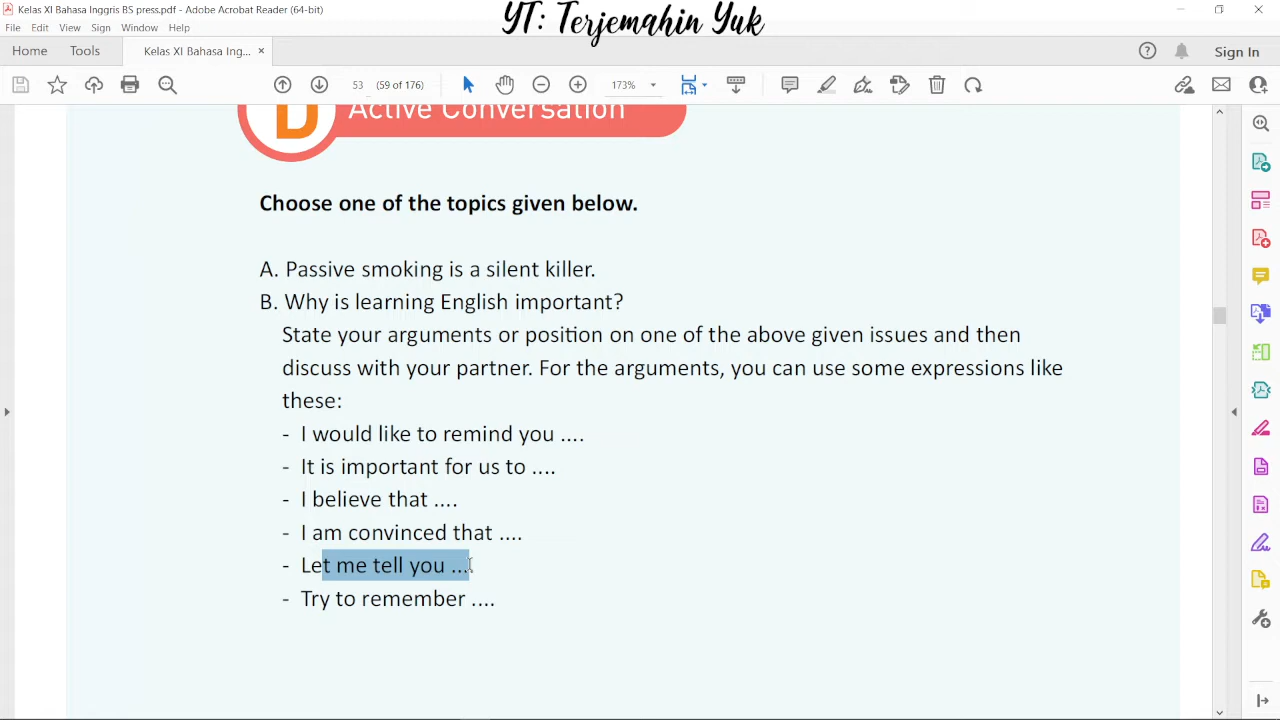 YT: Terjemahin Yuk
Kelas XI Bahasa Inggris BS press.pdf - Adobe Acrobat Reader (64-bit)
File Edit View Sign Window Help
Home Tools Kelas XI Bahasa Ing... × Sign In
53 (59 of 176) 173%
D Active Conversation
Choose one of the topics given below.
A. Passive smoking is a silent killer.
B. Why is learning English important?
State your arguments or position on one of the above given issues and then
discuss with your partner. For the arguments, you can use some expressions like
these:
- I would like to remind you ....
- It is important for us to ....
- I believe that ....
- I am convinced that ....
- Let me tell you ....
- Try to remember ....